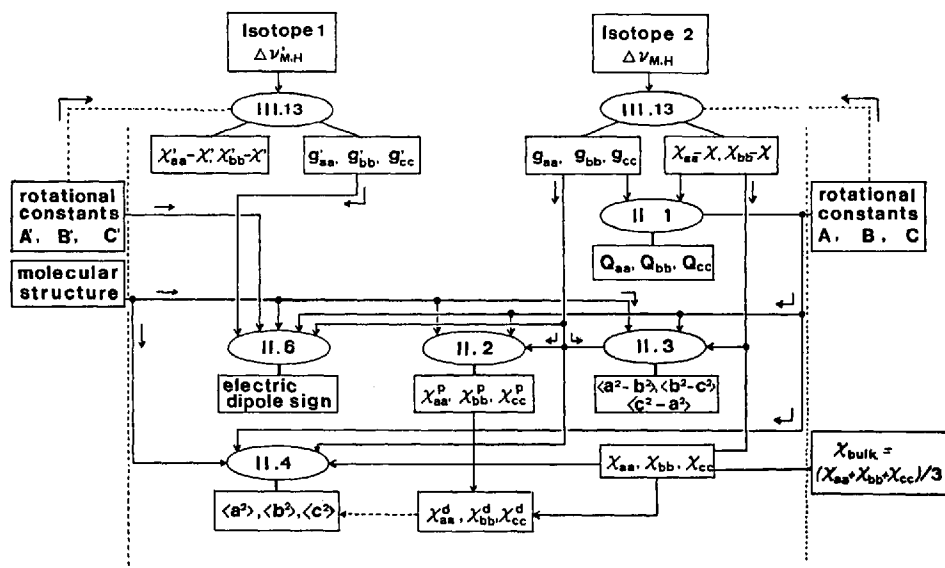 Isotope 1
Δν'M,H
Isotope 2
Δν M,H
III.13
III.13
χ'aa–χ', χ'bb–χ'
g'aa, g'bb, g'cc
gaa, gbb, gcc
χaa–χ, χbb–χ
rotational
constants
A', B', C'
II 1
rotational
constants
A, B, C
Qaa, Qbb, Qcc
molecular
structure
II.6
II.2
II.3
electric
dipole sign
χᵖaa, χᵖbb, χᵖcc
⟨a²–b²⟩, ⟨b²–c²⟩
⟨c²–a²⟩
II.4
χaa, χbb, χcc
χbulk =
(χaa+χbb+χcc)/3
⟨a²⟩, ⟨b²⟩, ⟨c²⟩
χᵈaa, χᵈbb, χᵈcc